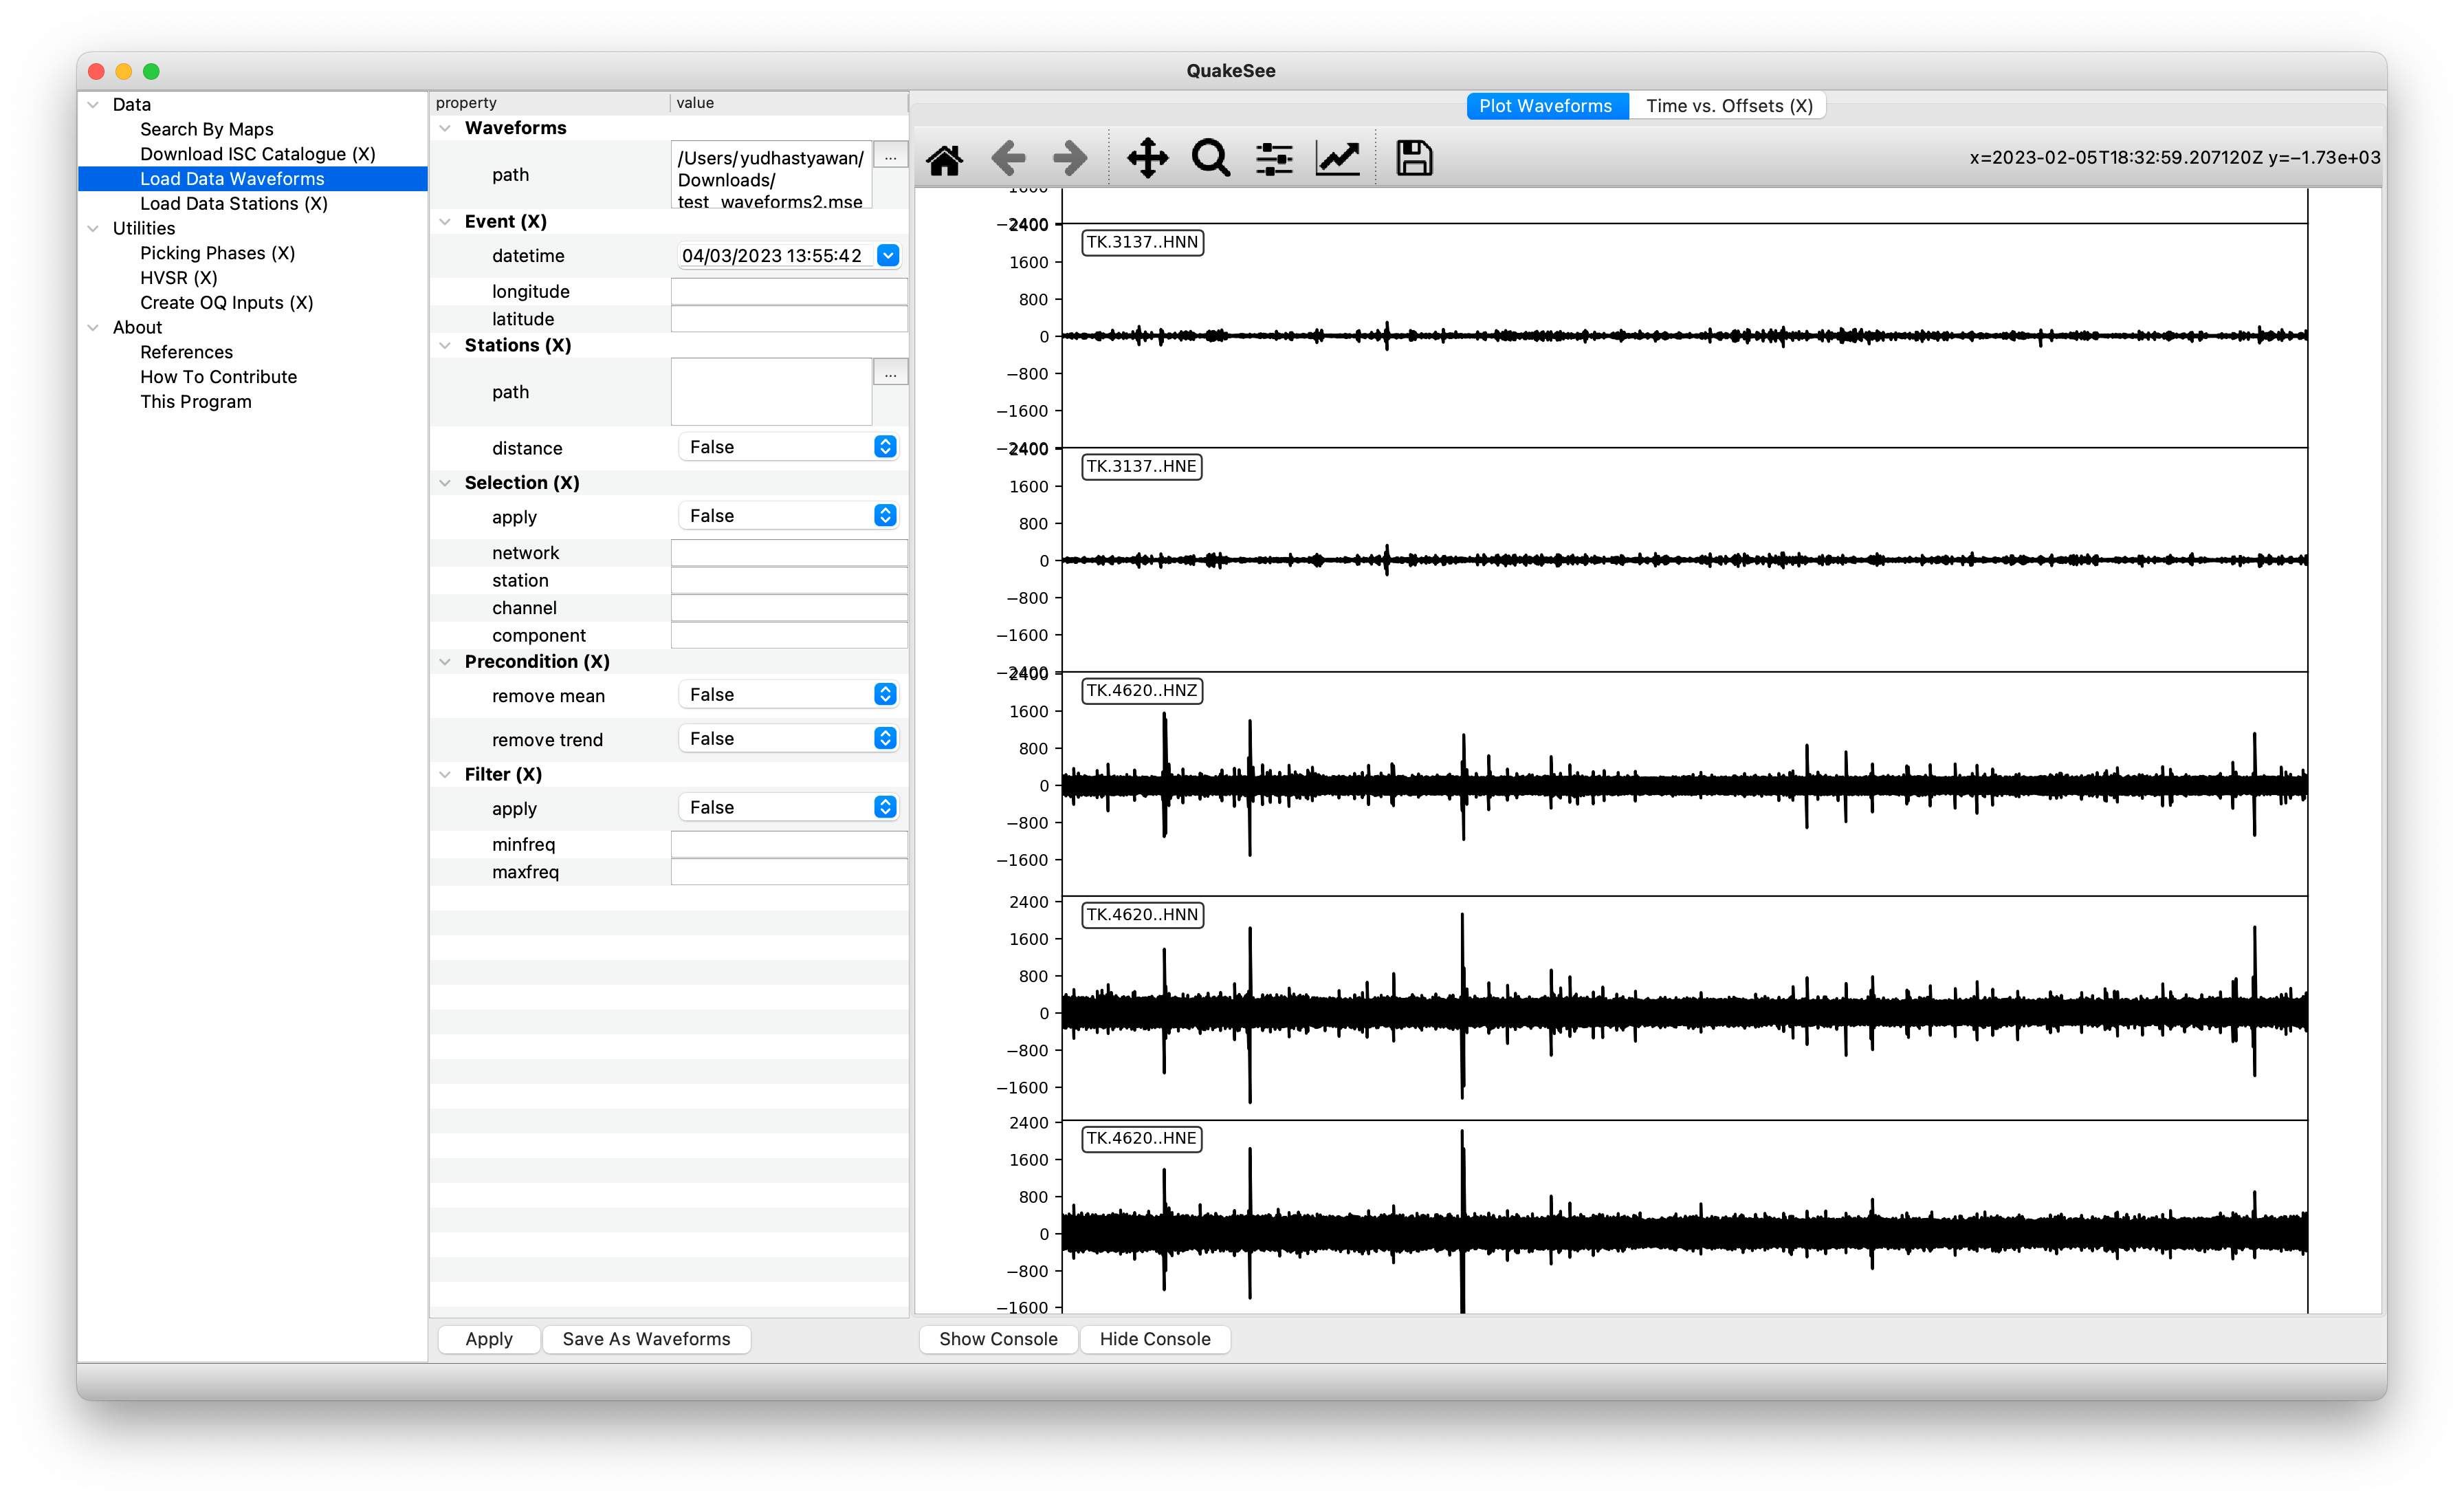 QuakeSee
Data
Search By Maps
Download ISC Catalogue (X)
Load Data Waveforms
Load Data Stations (X)
Utilities
Picking Phases (X)
HVSR (X)
Create OQ Inputs (X)
About
References
How To Contribute
This Program
property value
Waveforms
path
/Users/yudhastyawan/
Downloads/
test_waveforms2.mse
...
Event (X)
datetime 04/03/2023 13:55:42
longitude
latitude
Stations (X)
path
...
distance False
Selection (X)
apply False
network
station
channel
component
Precondition (X)
remove mean False
remove trend False
Filter (X)
apply False
minfreq
maxfreq
Apply Save As Waveforms
Plot Waveforms Time vs. Offsets (X)
x=2023-02-05T18:32:59.207120Z y=−1.73e+03
1600
−2400
2400
TK.3137..HNN
1600
800
0
−800
−1600
−2400
2400
TK.3137..HNE
1600
800
0
−800
−1600
−2400
2400
TK.4620..HNZ
1600
800
0
−800
−1600
2400
TK.4620..HNN
1600
800
0
−800
−1600
2400
TK.4620..HNE
1600
800
0
−800
−1600
Show Console Hide Console